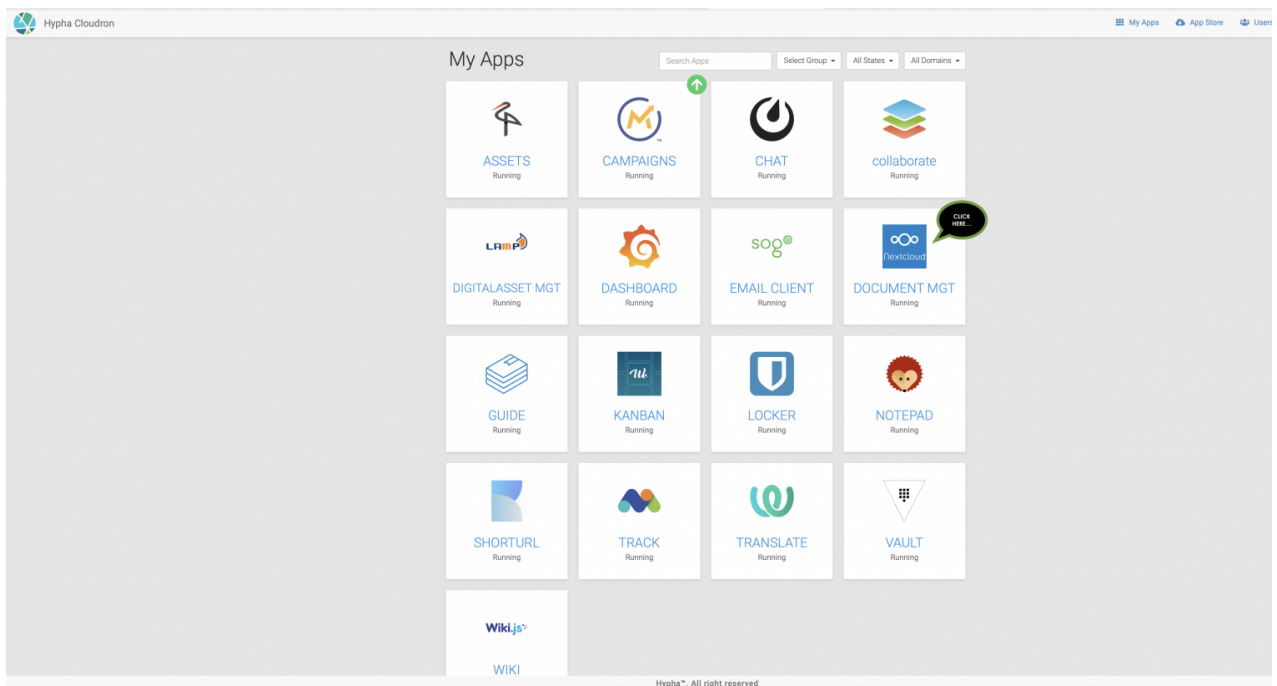 Hypha Cloudron
My Apps
App Store
Users
My Apps
Search Apps
Select Group
All States
All Domains
ASSETS
Running
CAMPAIGNS
Running
CHAT
Running
collaborate
Running
LAMP
DIGITALASSET MGT
Running
DASHBOARD
Running
sogo
EMAIL CLIENT
Running
CLICK
HERE...
Nextcloud
DOCUMENT MGT
Running
GUIDE
Running
KANBAN
Running
LOCKER
Running
NOTEPAD
Running
SHORTURL
Running
TRACK
Running
TRANSLATE
Running
VAULT
Running
Wiki.js
WIKI
Hypha™. All right reserved